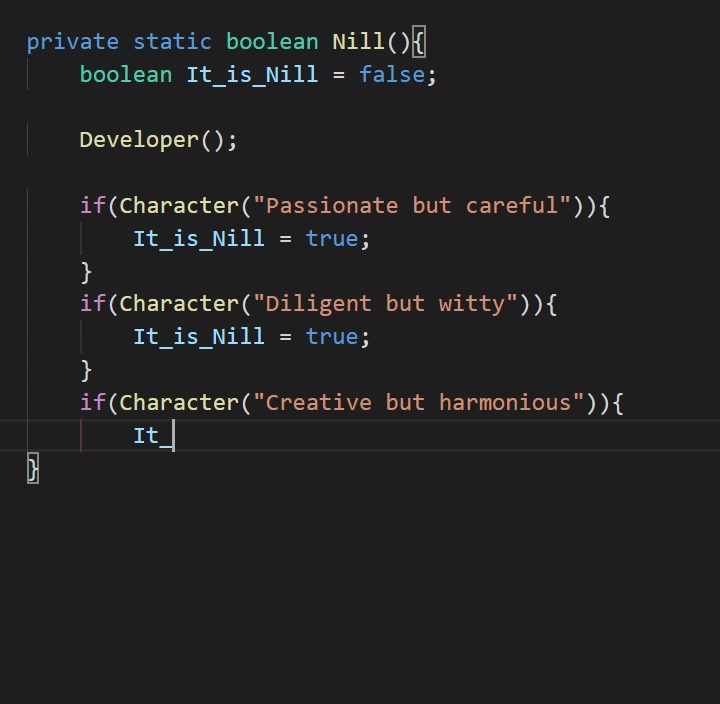 private static boolean Nill(){
    boolean It_is_Nill = false;

    Developer();

    if(Character("Passionate but careful")){
        It_is_Nill = true;
    }
    if(Character("Diligent but witty")){
        It_is_Nill = true;
    }
    if(Character("Creative but harmonious")){
        It_
}